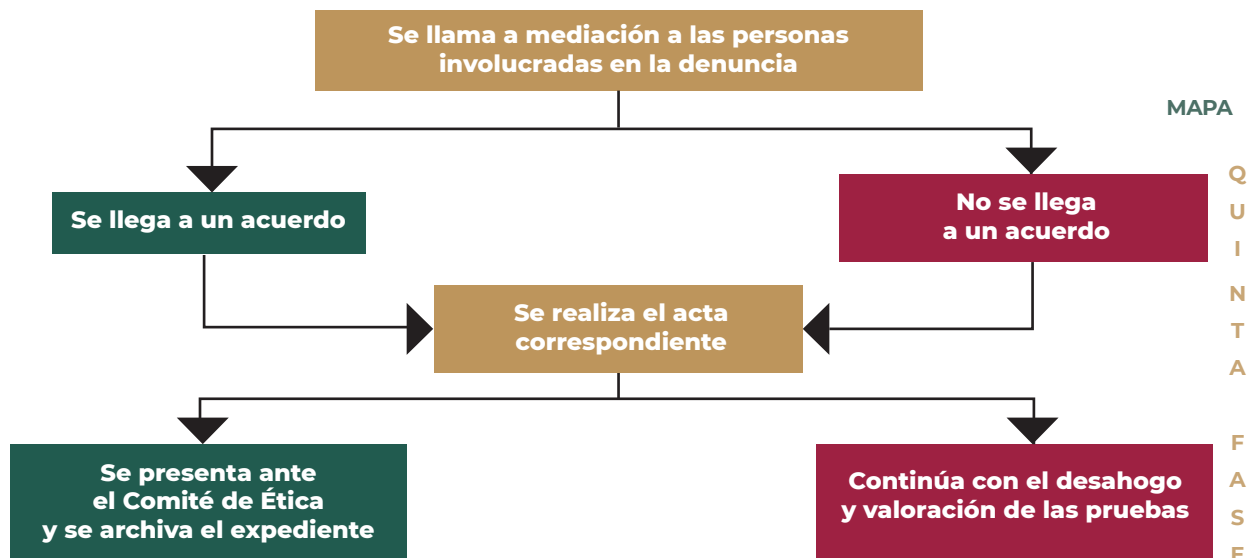 Se llama a mediación a las personas
involucradas en la denuncia
MAPA
Se llega a un acuerdo
No se llega
a un acuerdo
Se realiza el acta
correspondiente
Se presenta ante
el Comité de Ética
y se archiva el expediente
Continúa con el desahogo
y valoración de las pruebas
Q
U
I
N
T
A
F
A
S
E